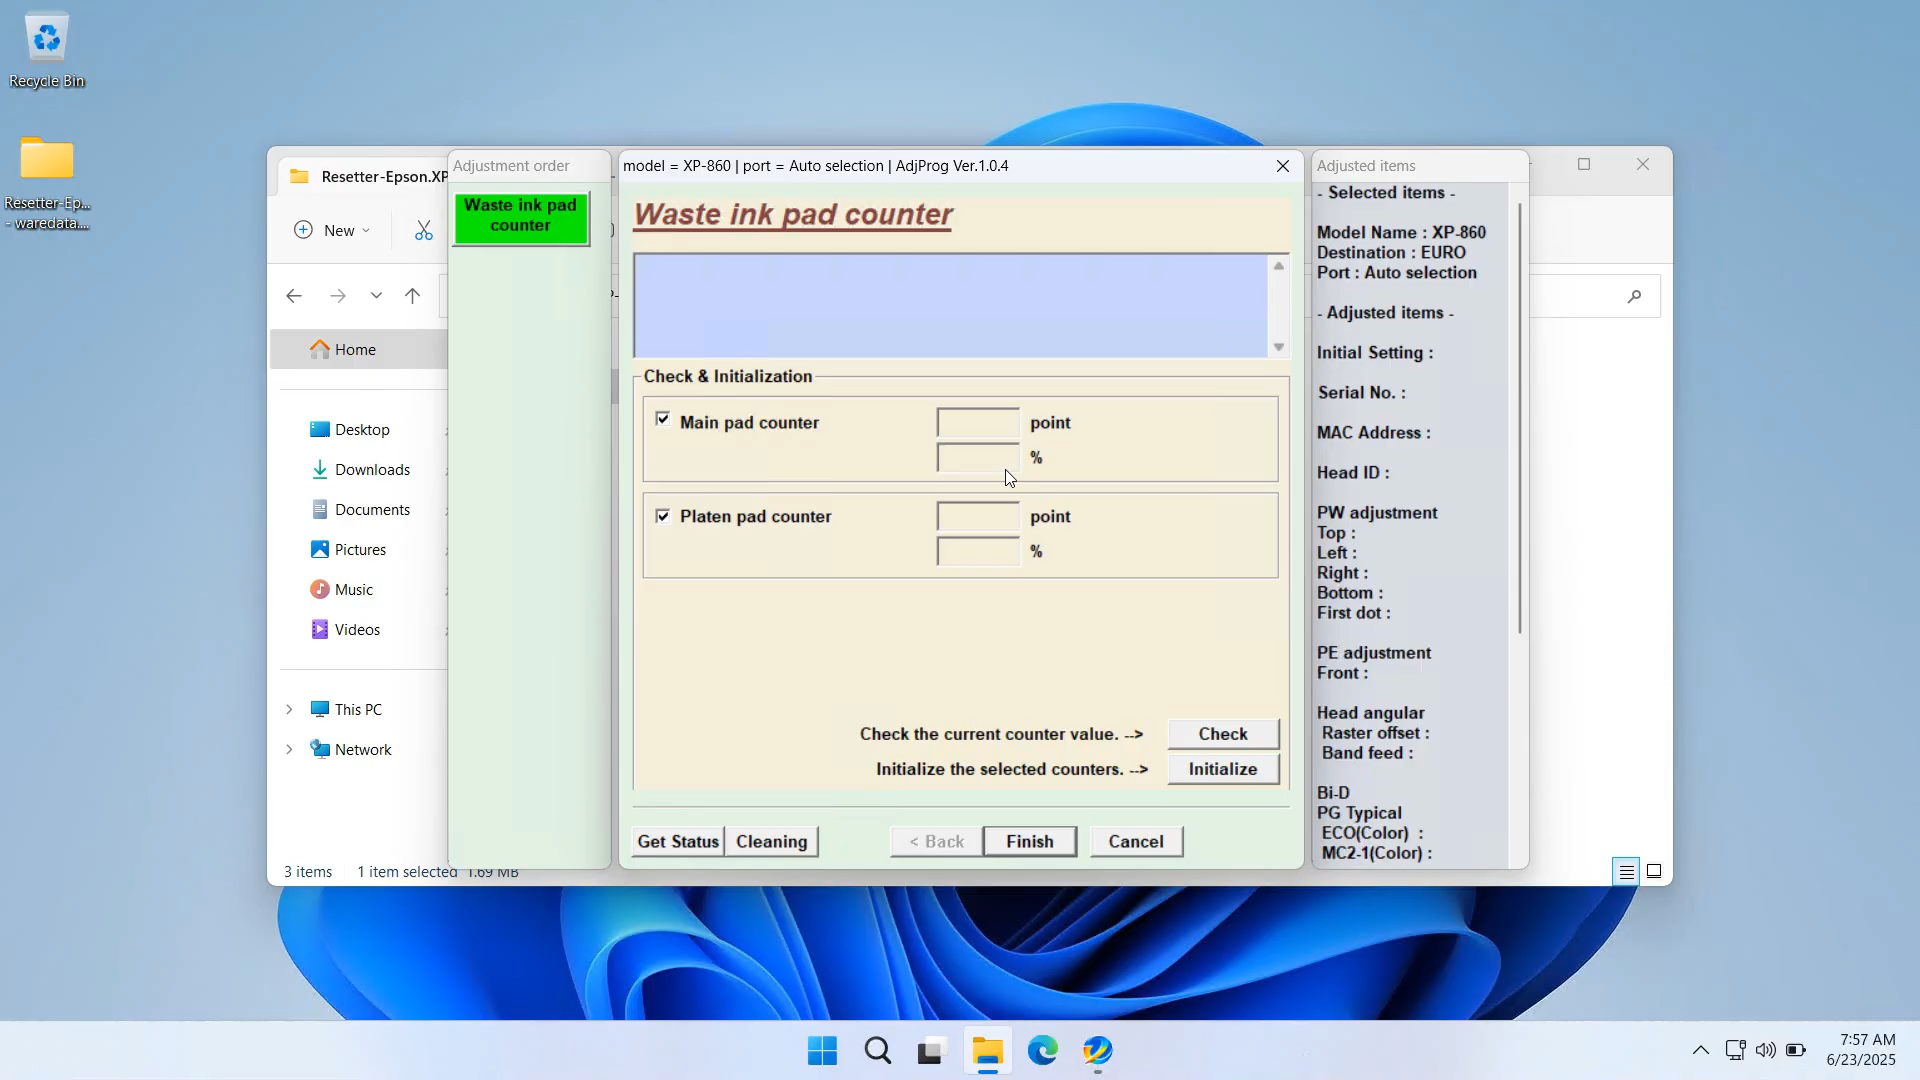 Recycle Bin
Resetter-Ep...
- waredata....
Resetter-Epson.XP
New
Home
Desktop
Downloads
Documents
Pictures
Music
Videos
This PC
Network
3 items
1 item selected 1.69 MB
Adjustment order
Waste ink pad
counter
model = XP-860 | port = Auto selection | AdjProg Ver.1.0.4
Waste ink pad counter
Check & Initialization
Main pad counter
point
%
Platen pad counter
point
%
Check the current counter value. -->
Check
Initialize the selected counters. -->
Initialize
Get Status
Cleaning
< Back
Finish
Cancel
Adjusted items
- Selected items -
Model Name : XP-860
Destination : EURO
Port : Auto selection
- Adjusted items -
Initial Setting :
Serial No. :
MAC Address :
Head ID :
PW adjustment
Top :
Left :
Right :
Bottom :
First dot :
PE adjustment
Front :
Head angular
Raster offset :
Band feed :
Bi-D
PG Typical
ECO(Color) :
MC2-1(Color) :
7:57 AM
6/23/2025